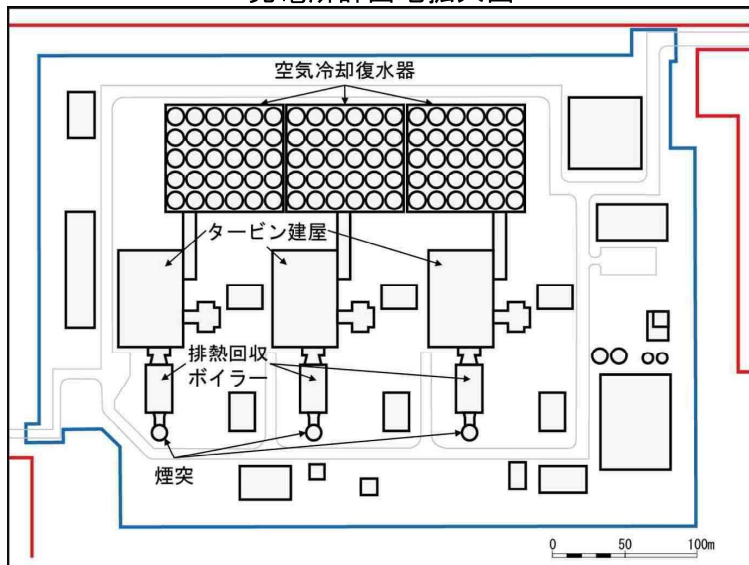 空気冷却復水器
タービン建屋
排熱回収
ボイラー
煙突
0 50 100m